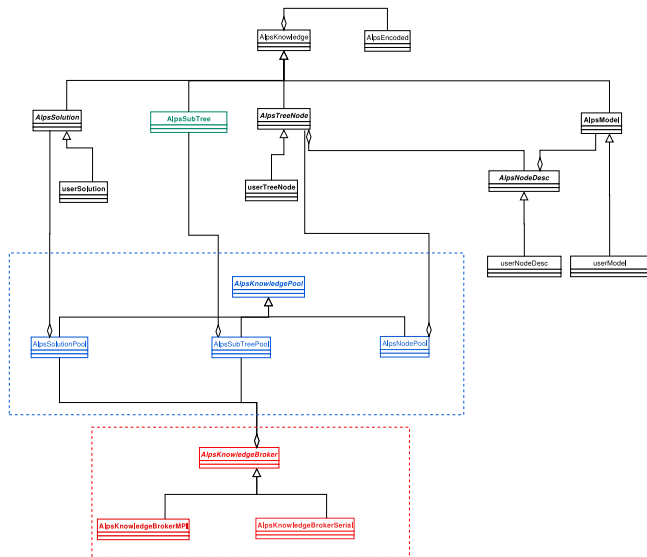 AlpsKnowledge
AlpsEncoded
AlpsSolution
AlpsSubTree
AlpsTreeNode
AlpsModel
userSolution
userTreeNode
AlpsNodeDesc
userNodeDesc
userModel
AlpsKnowledgePool
AlpsSolutionPool
AlpsSubTreePool
AlpsNodePool
AlpsKnowledgeBroker
AlpsKnowledgeBrokerMPI
AlpsKnowledgeBrokerSerial